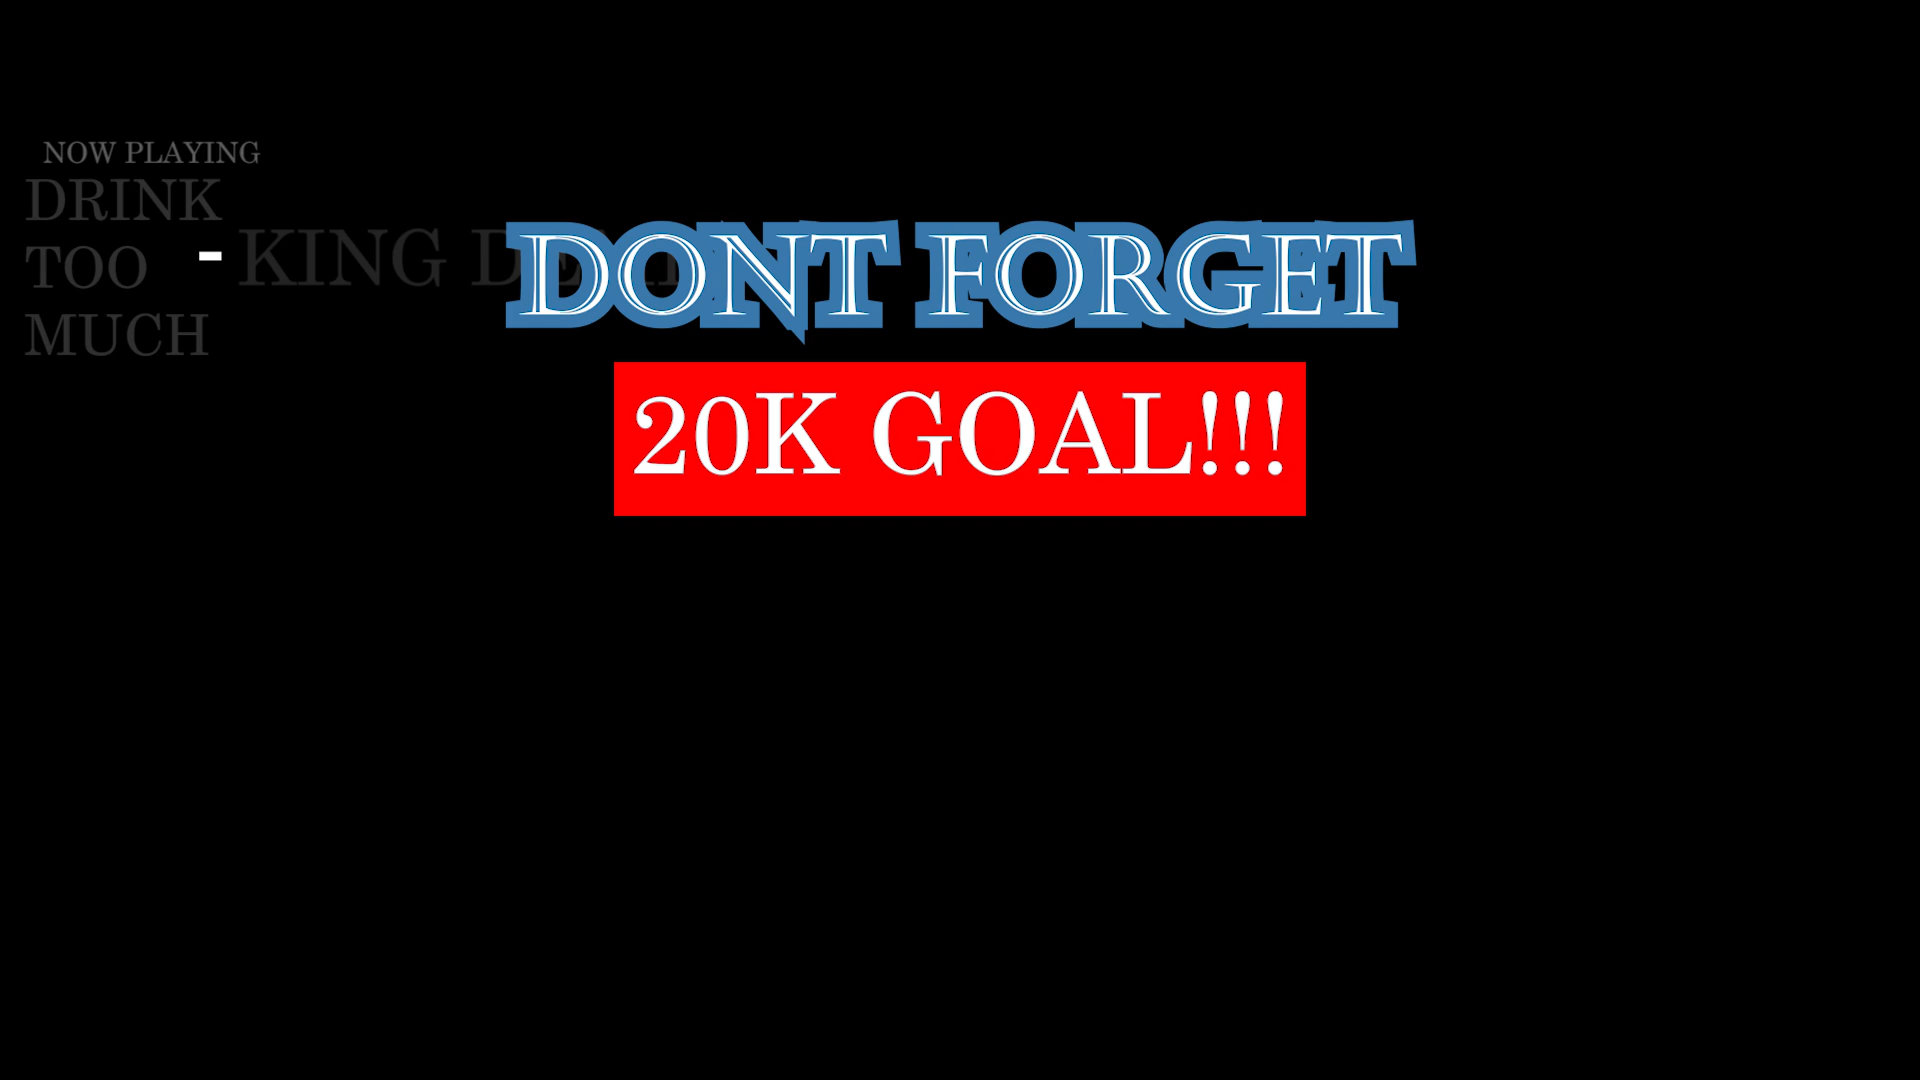 NOW PLAYING
DRINK
TOO
MUCH
- KING
DONT FORGET
20K GOAL!!!